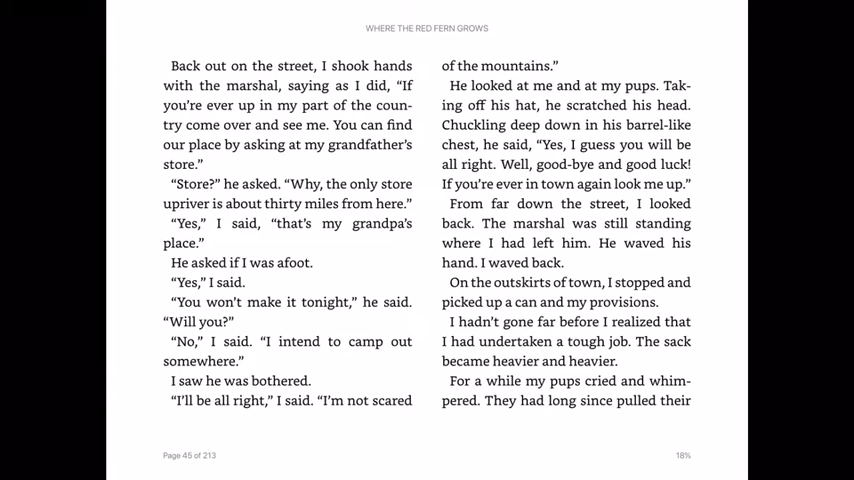 WHERE THE RED FERN GROWS
Back out on the street, I shook hands
with the marshal, saying as I did, “If
you’re ever up in my part of the coun-
try come over and see me. You can find
our place by asking at my grandfather’s
store.”
“Store?” he asked. “Why, the only store
upriver is about thirty miles from here.”
“Yes,” I said, “that’s my grandpa’s
place.”
He asked if I was afoot.
“Yes,” I said.
“You won’t make it tonight,” he said.
“Will you?”
“No,” I said. “I intend to camp out
somewhere.”
I saw he was bothered.
“I’ll be all right,” I said. “I’m not scared
of the mountains.”
He looked at me and at my pups. Tak-
ing off his hat, he scratched his head.
Chuckling deep down in his barrel-like
chest, he said, “Yes, I guess you will be
all right. Well, good-bye and good luck!
If you’re ever in town again look me up.”
From far down the street, I looked
back. The marshal was still standing
where I had left him. He waved his
hand. I waved back.
On the outskirts of town, I stopped and
picked up a can and my provisions.
I hadn’t gone far before I realized that
I had undertaken a tough job. The sack
became heavier and heavier.
For a while my pups cried and whim-
pered. They had long since pulled their
Page 45 of 213
18%